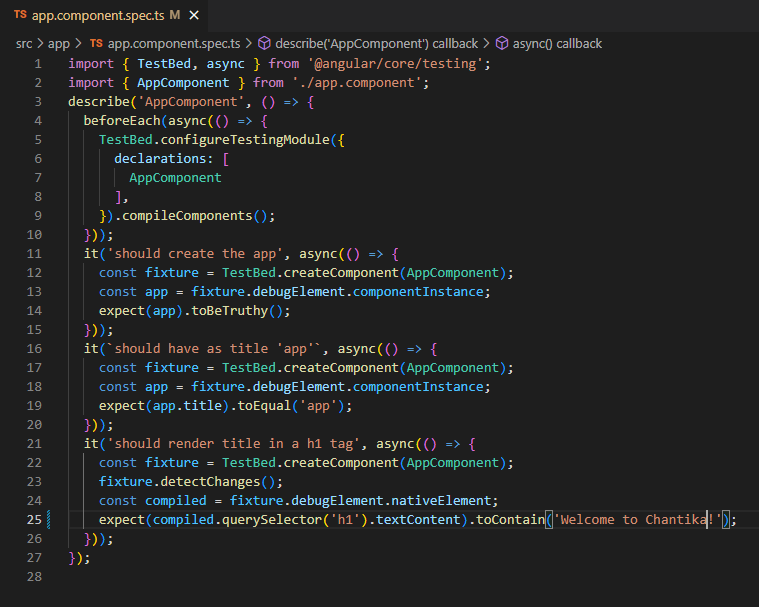 TS app.component.spec.ts M ×
src > app > TS app.component.spec.ts > describe('AppComponent') callback > async() callback
1 import { TestBed, async } from '@angular/core/testing';
2 import { AppComponent } from './app.component';
3 describe('AppComponent', () => {
4 beforeEach(async(() => {
5 TestBed.configureTestingModule({
6 declarations: [
7 AppComponent
8 ],
9 }).compileComponents();
10 }));
11 it('should create the app', async(() => {
12 const fixture = TestBed.createComponent(AppComponent);
13 const app = fixture.debugElement.componentInstance;
14 expect(app).toBeTruthy();
15 }));
16 it(`should have as title 'app'`, async(() => {
17 const fixture = TestBed.createComponent(AppComponent);
18 const app = fixture.debugElement.componentInstance;
19 expect(app.title).toEqual('app');
20 }));
21 it('should render title in a h1 tag', async(() => {
22 const fixture = TestBed.createComponent(AppComponent);
23 fixture.detectChanges();
24 const compiled = fixture.debugElement.nativeElement;
25 expect(compiled.querySelector('h1').textContent).toContain('Welcome to Chantika!');
26 }));
27 });
28